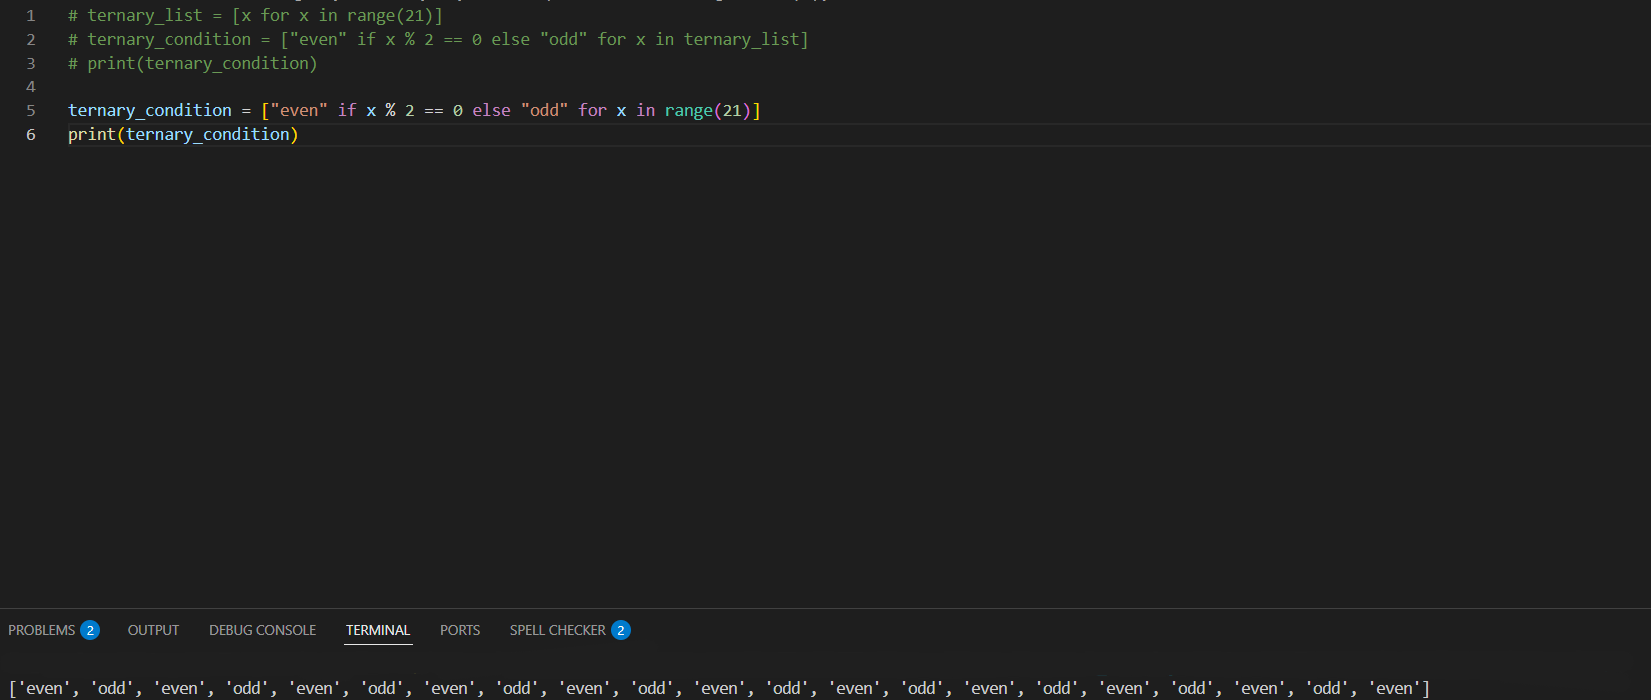 1 # ternary_list = [x for x in range(21)]
2 # ternary_condition = ["even" if x % 2 == 0 else "odd" for x in ternary_list]
3 # print(ternary_condition)
4
5 ternary_condition = ["even" if x % 2 == 0 else "odd" for x in range(21)]
6 print(ternary_condition)
PROBLEMS 2 OUTPUT DEBUG CONSOLE TERMINAL PORTS SPELL CHECKER 2
['even', 'odd', 'even', 'odd', 'even', 'odd', 'even', 'odd', 'even', 'odd', 'even', 'odd', 'even', 'odd', 'even', 'odd', 'even', 'odd', 'even', 'odd', 'even']